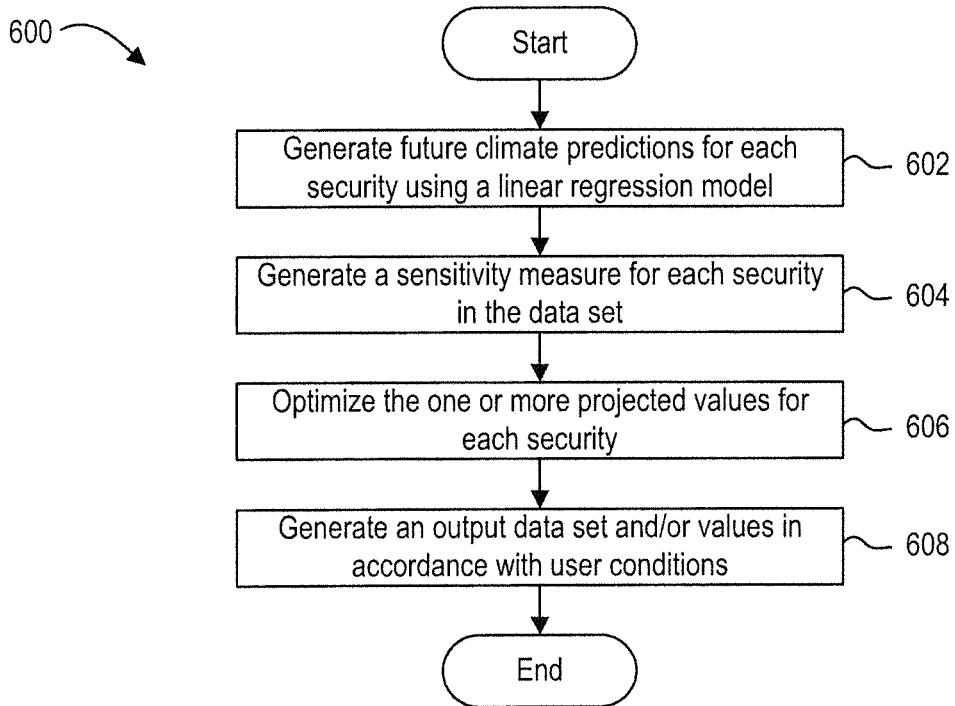 600
Start
Generate future climate predictions for each
security using a linear regression model
602
Generate a sensitivity measure for each security
in the data set
604
Optimize the one or more projected values for
each security
606
Generate an output data set and/or values in
accordance with user conditions
608
End